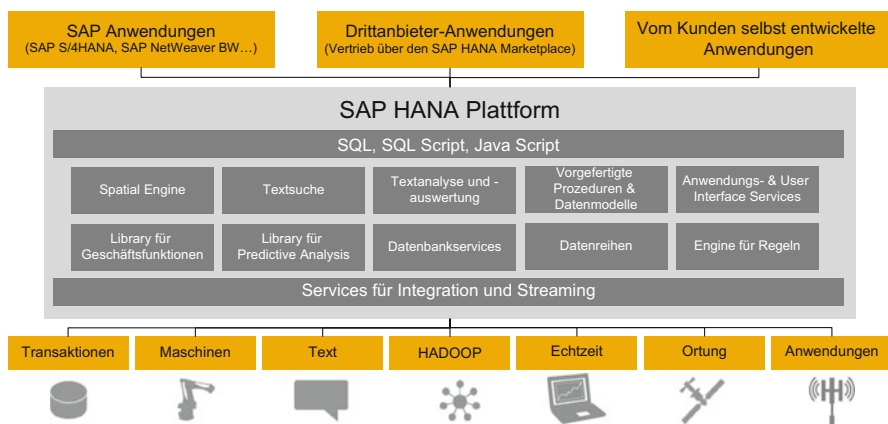 SAP Anwendungen
(SAP S/4HANA, SAP NetWeaver BW…)
Drittanbieter-Anwendungen
(Vertrieb über den SAP HANA Marketplace)
Vom Kunden selbst entwickelte
Anwendungen
SAP HANA Plattform
SQL, SQL Script, Java Script
Spatial Engine
Textsuche
Textanalyse und -
auswertung
Vorgefertigte
Prozeduren &
Datenmodelle
Anwendungs- & User
Interface Services
Library für
Geschäftsfunktionen
Library für
Predictive Analysis
Datenbankservices
Datenreihen
Engine für Regeln
Services für Integration und Streaming
Transaktionen
Maschinen
Text
HADOOP
Echtzeit
Ortung
Anwendungen